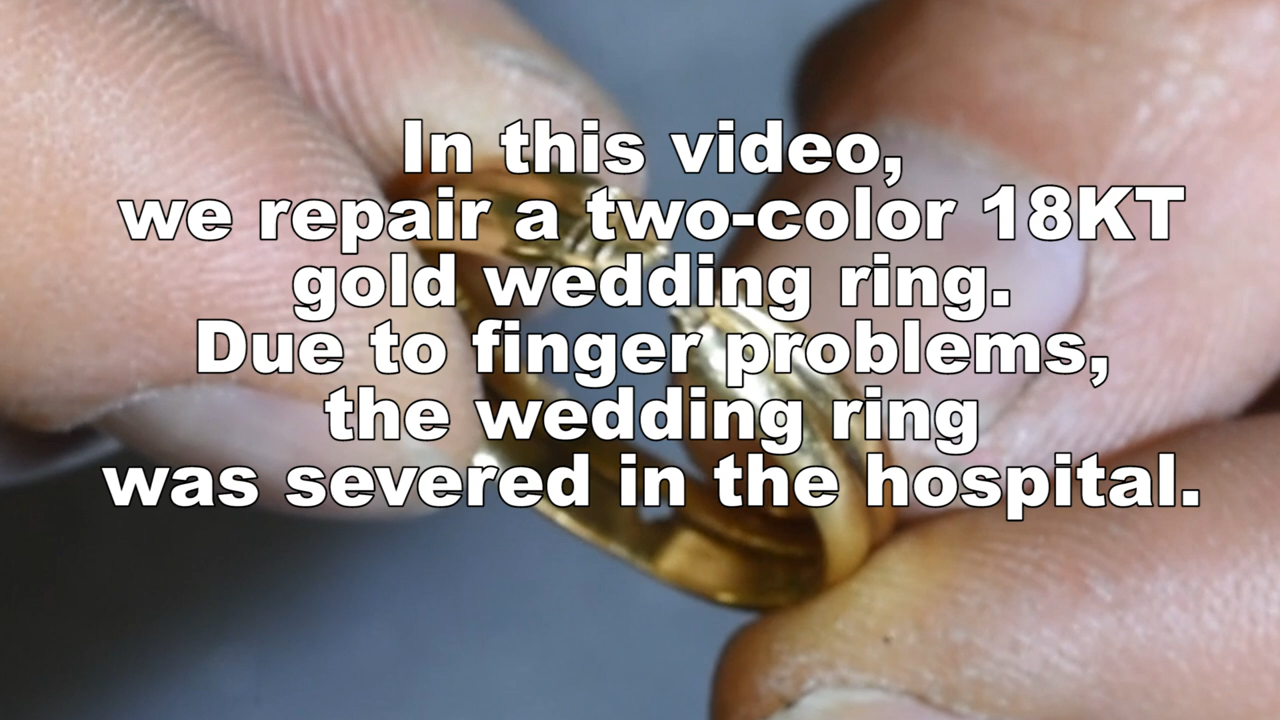 In this video,
we repair a two-color 18KT
gold wedding ring.
Due to finger problems,
the wedding ring
was severed in the hospital.